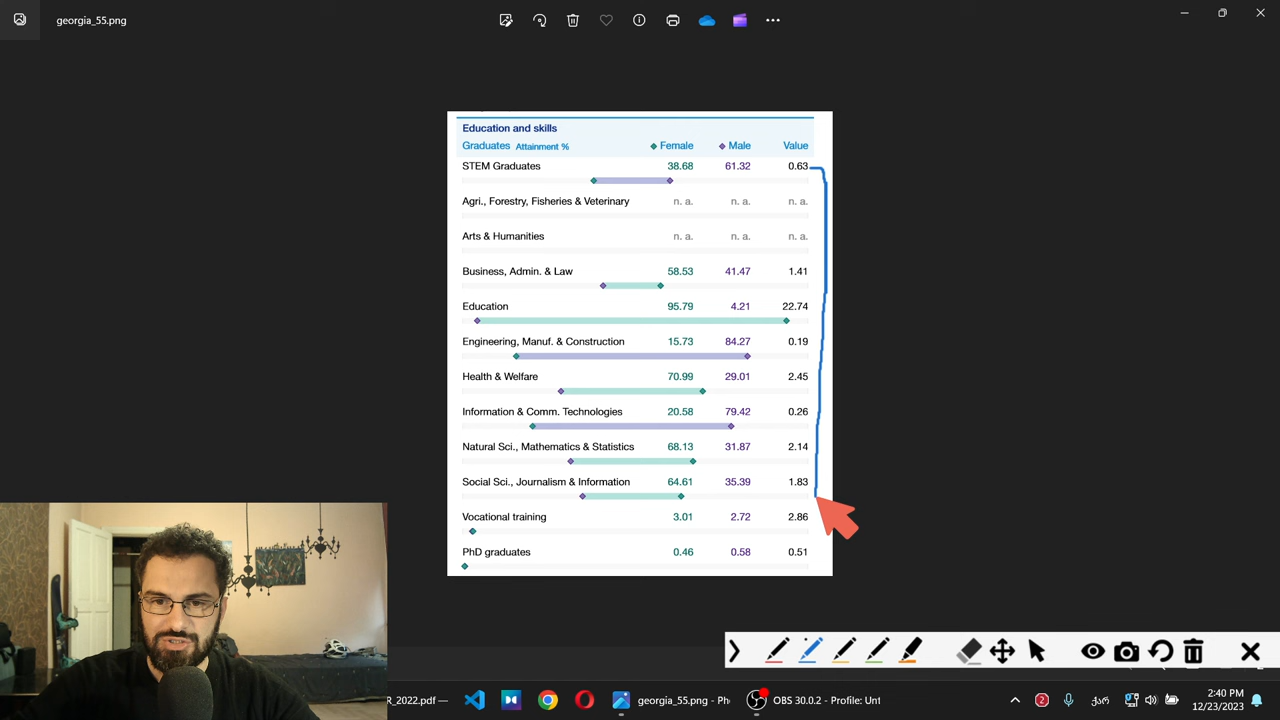 georgia_55.png
Education and skills
Graduates Attainment % Female Male Value
STEM Graduates 38.68 61.32 0.63
Agri., Forestry, Fisheries & Veterinary n. a. n. a. n. a.
Arts & Humanities n. a. n. a. n. a.
Business, Admin. & Law 58.53 41.47 1.41
Education 95.79 4.21 22.74
Engineering, Manuf. & Construction 15.73 84.27 0.19
Health & Welfare 70.99 29.01 2.45
Information & Comm. Technologies 20.58 79.42 0.26
Natural Sci., Mathematics & Statistics 68.13 31.87 2.14
Social Sci., Journalism & Information 64.61 35.39 1.83
Vocational training 3.01 2.72 2.86
PhD graduates 0.46 0.58 0.51
R_2022.pdf — georgia_55.png - Ph OBS 30.0.2 - Profile: Unt 2 ქარ 2:40 PM
12/23/2023